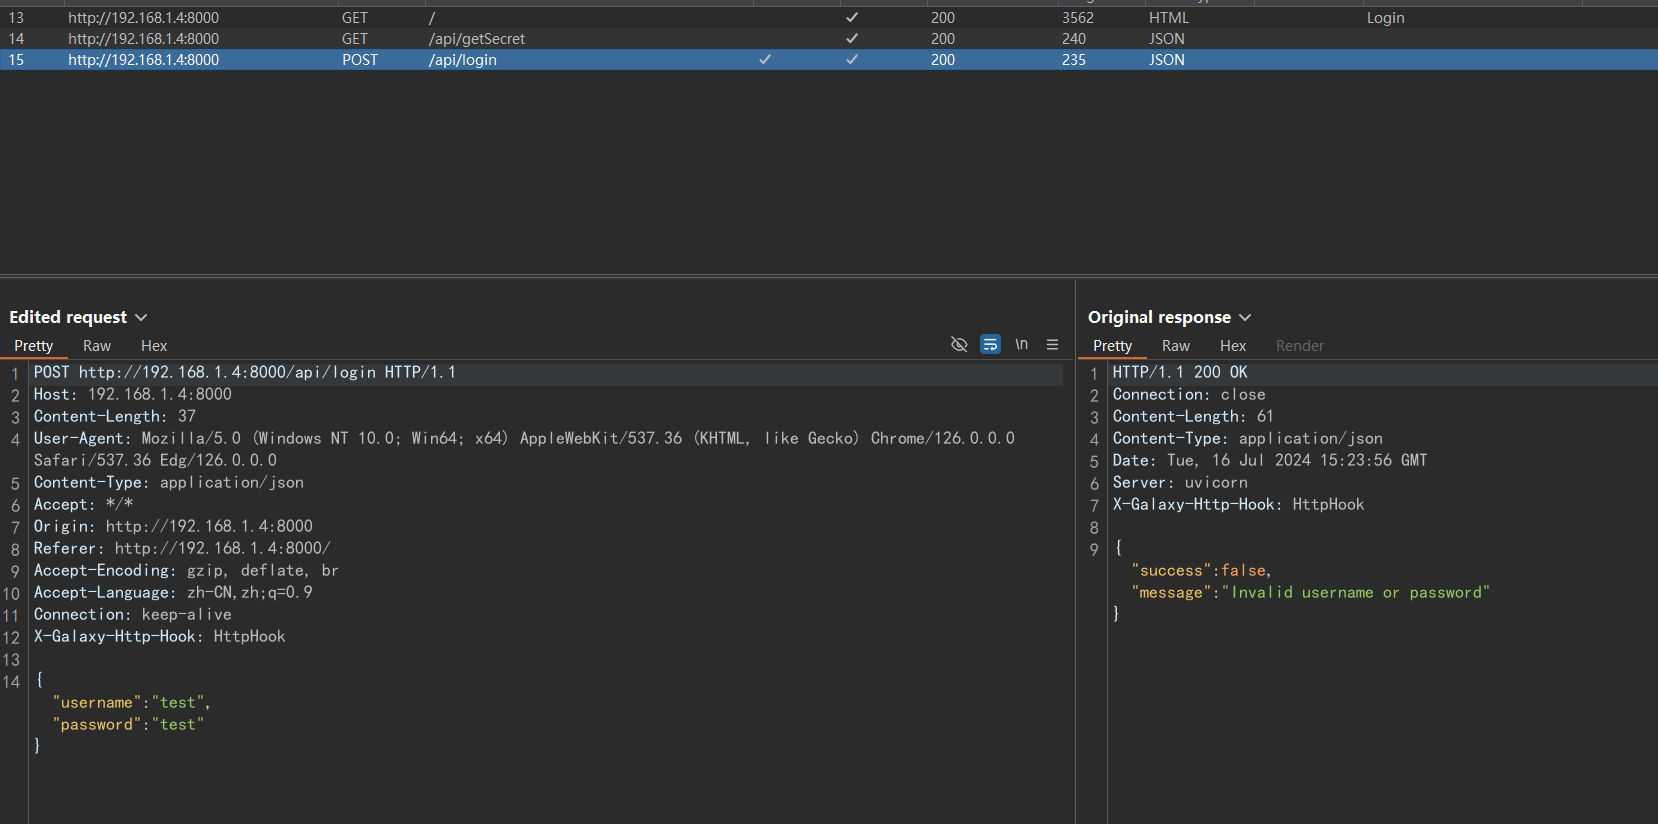 13 http://192.168.1.4:8000 GET / ✓ 200 3562 HTML Login
14 http://192.168.1.4:8000 GET /api/getSecret ✓ 200 240 JSON
15 http://192.168.1.4:8000 POST /api/login ✓ ✓ 200 235 JSON
Edited request
Pretty Raw Hex \n
1 POST http://192.168.1.4:8000/api/login HTTP/1.1
2 Host: 192.168.1.4:8000
3 Content-Length: 37
4 User-Agent: Mozilla/5.0 (Windows NT 10.0; Win64; x64) AppleWebKit/537.36 (KHTML, like Gecko) Chrome/126.0.0.0
Safari/537.36 Edg/126.0.0.0
5 Content-Type: application/json
6 Accept: */*
7 Origin: http://192.168.1.4:8000
8 Referer: http://192.168.1.4:8000/
9 Accept-Encoding: gzip, deflate, br
10 Accept-Language: zh-CN,zh;q=0.9
11 Connection: keep-alive
12 X-Galaxy-Http-Hook: HttpHook
13
14 {
"username":"test",
"password":"test"
}
Original response
Pretty Raw Hex Render
1 HTTP/1.1 200 OK
2 Connection: close
3 Content-Length: 61
4 Content-Type: application/json
5 Date: Tue, 16 Jul 2024 15:23:56 GMT
6 Server: uvicorn
7 X-Galaxy-Http-Hook: HttpHook
8
9 {
"success":false,
"message":"Invalid username or password"
}